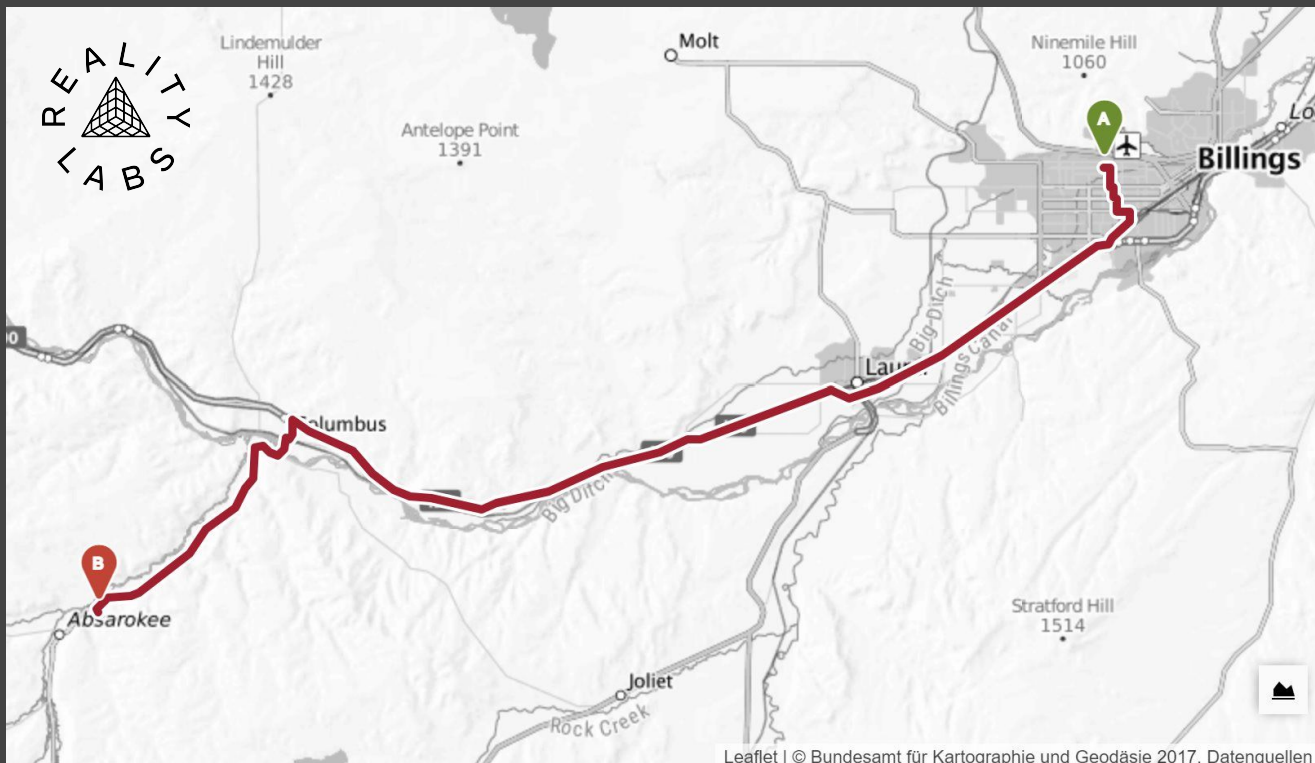 REALITY
LABS
Lindemulder
Hill
1428
Antelope Point
1391
Molt
Ninemile Hill
1060
A
Billings
Big Ditch
Billings Canal
Columbus
Big Ditch
B
Absarokee
Stratford Hill
1514
Joliet
Rock Creek
Leaflet | © Bundesamt für Kartographie und Geodäsie 2017, Datenquellen